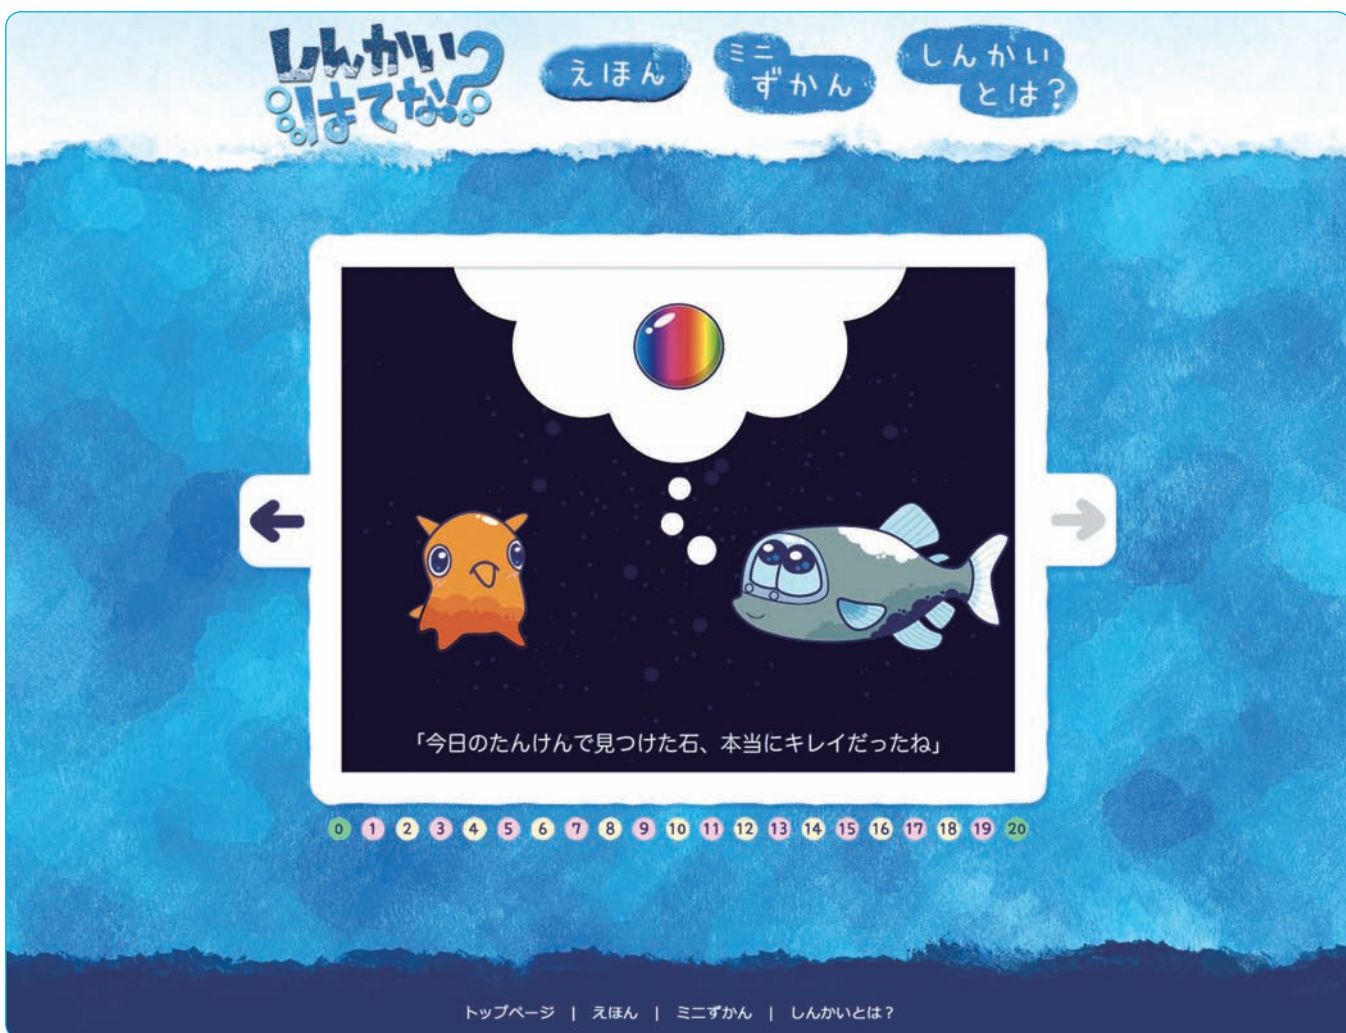 しんかい
はてな?
えほん
ミニ
ずかん
しんかい
とは?
「今日のたんけんで見つけた石、本当にキレイだったね」
0 1 2 3 4 5 6 7 8 9 10 11 12 13 14 15 16 17 18 19 20
トップページ | えほん | ミニずかん | しんかいとは?